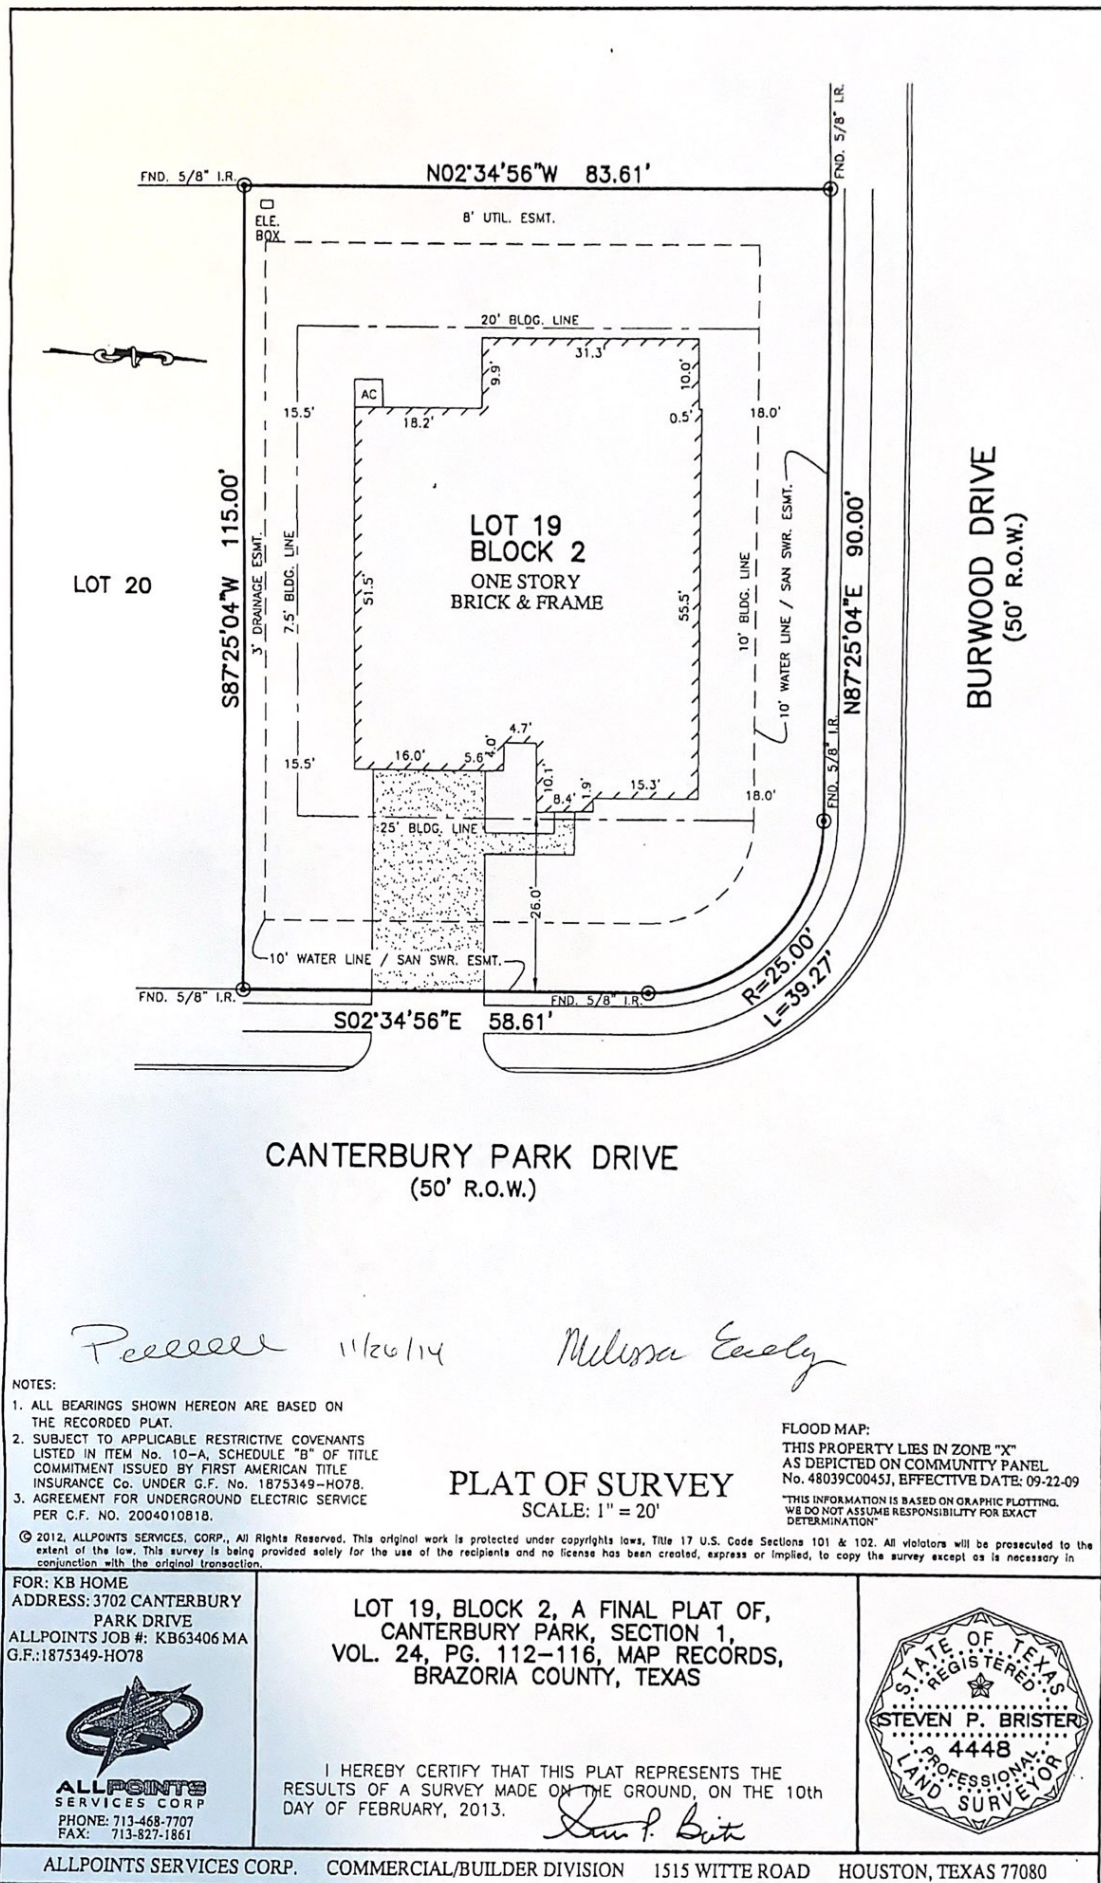 N02°34'56"W 83.61'
FND. 5/8" I.R.
FND. 5/8" I.R.
ELE.
BOX
8' UTIL. ESMT.
20' BLDG. LINE
31.3'
9.9'
10.0'
AC
15.5'
18.2'
0.5'
18.0'
S87°25'04"W 115.00'
LOT 20
3' DRAINAGE ESMT.
7.5' BLDG. LINE
51.5'
LOT 19
BLOCK 2
ONE STORY
BRICK & FRAME
55.5'
10' BLDG. LINE
10' WATER LINE / SAN SWR. ESMT.
N87°25'04"E 90.00'
BURWOOD DRIVE
(50' R.O.W.)
4.7'
15.5'
16.0'
5.6'
4.0'
10.1'
8.4'
1.9'
15.3'
18.0'
FND. 5/8" I.R.
25' BLDG. LINE
26.0'
10' WATER LINE / SAN SWR. ESMT.
FND. 5/8" I.R.
FND. 5/8" I.R.
R=25.00'
L=39.27'
S02°34'56"E 58.61'
CANTERBURY PARK DRIVE
(50' R.O.W.)
11/26/14
Melissa
NOTES:
1. ALL BEARINGS SHOWN HEREON ARE BASED ON
THE RECORDED PLAT.
2. SUBJECT TO APPLICABLE RESTRICTIVE COVENANTS
LISTED IN ITEM No. 10-A, SCHEDULE "B" OF TITLE
COMMITMENT ISSUED BY FIRST AMERICAN TITLE
INSURANCE Co. UNDER G.F. No. 1875349-HO78.
3. AGREEMENT FOR UNDERGROUND ELECTRIC SERVICE
PER C.F. NO. 2004010818.
PLAT OF SURVEY
SCALE: 1" = 20'
FLOOD MAP:
THIS PROPERTY LIES IN ZONE "X"
AS DEPICTED ON COMMUNITY PANEL
No. 48039C0045J, EFFECTIVE DATE: 09-22-09
"THIS INFORMATION IS BASED ON GRAPHIC PLOTTING.
WE DO NOT ASSUME RESPONSIBILITY FOR EXACT
DETERMINATION"
© 2012, ALLPOINTS SERVICES, CORP., All Rights Reserved. This original work is protected under copyrights laws, Title 17 U.S. Code Sections 101 & 102. All violators will be prosecuted to the
extent of the law. This survey is being provided solely for the use of the recipients and no license has been created, express or implied, to copy the survey except as is necessary in
conjunction with the original transaction.
FOR: KB HOME
ADDRESS: 3702 CANTERBURY
PARK DRIVE
ALLPOINTS JOB #: KB63406 MA
G.F.:1875349-HO78
ALLPOINTS
SERVICES CORP
PHONE: 713-468-7707
FAX: 713-827-1861
LOT 19, BLOCK 2, A FINAL PLAT OF,
CANTERBURY PARK, SECTION 1,
VOL. 24, PG. 112-116, MAP RECORDS,
BRAZORIA COUNTY, TEXAS
I HEREBY CERTIFY THAT THIS PLAT REPRESENTS THE
RESULTS OF A SURVEY MADE ON THE GROUND, ON THE 10th
DAY OF FEBRUARY, 2013.
STATE OF TEXAS
REGISTERED
STEVEN P. BRISTER
4448
PROFESSIONAL
LAND SURVEYOR
ALLPOINTS SERVICES CORP. COMMERCIAL/BUILDER DIVISION 1515 WITTE ROAD HOUSTON, TEXAS 77080